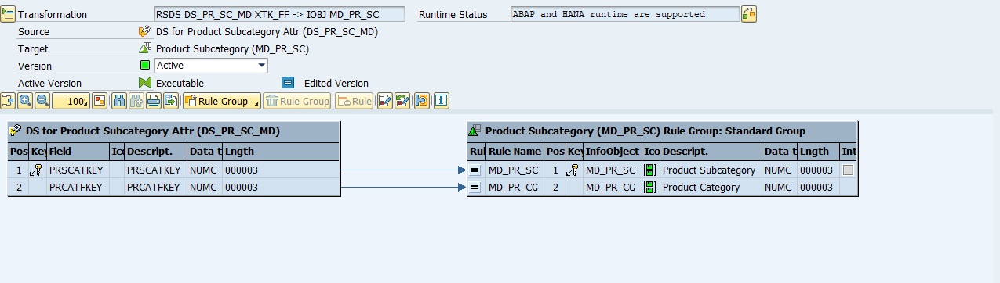 Transformation RSDS DS_PR_SC_MD XTK_FF -> IOBJ MD_PR_SC Runtime Status ABAP and HANA runtime are supported
Source DS for Product Subcategory Attr (DS_PR_SC_MD)
Target Product Subcategory (MD_PR_SC)
Version Active
Active Version Executable Edited Version
100 Rule Group Rule Group Rule
DS for Product Subcategory Attr (DS_PR_SC_MD) Product Subcategory (MD_PR_SC) Rule Group: Standard Group
Pos Key Field Ico Descript. Data t Lngth Rul Rule Name Pos Key InfoObject Ico Descript. Data t Lngth Int
1 PRSCATKEY PRSCATKEY NUMC 000003 MD_PR_SC 1 MD_PR_SC Product Subcategory NUMC 000003
2 PRCATFKEY PRCATFKEY NUMC 000003 MD_PR_CG 2 MD_PR_CG Product Category NUMC 000003